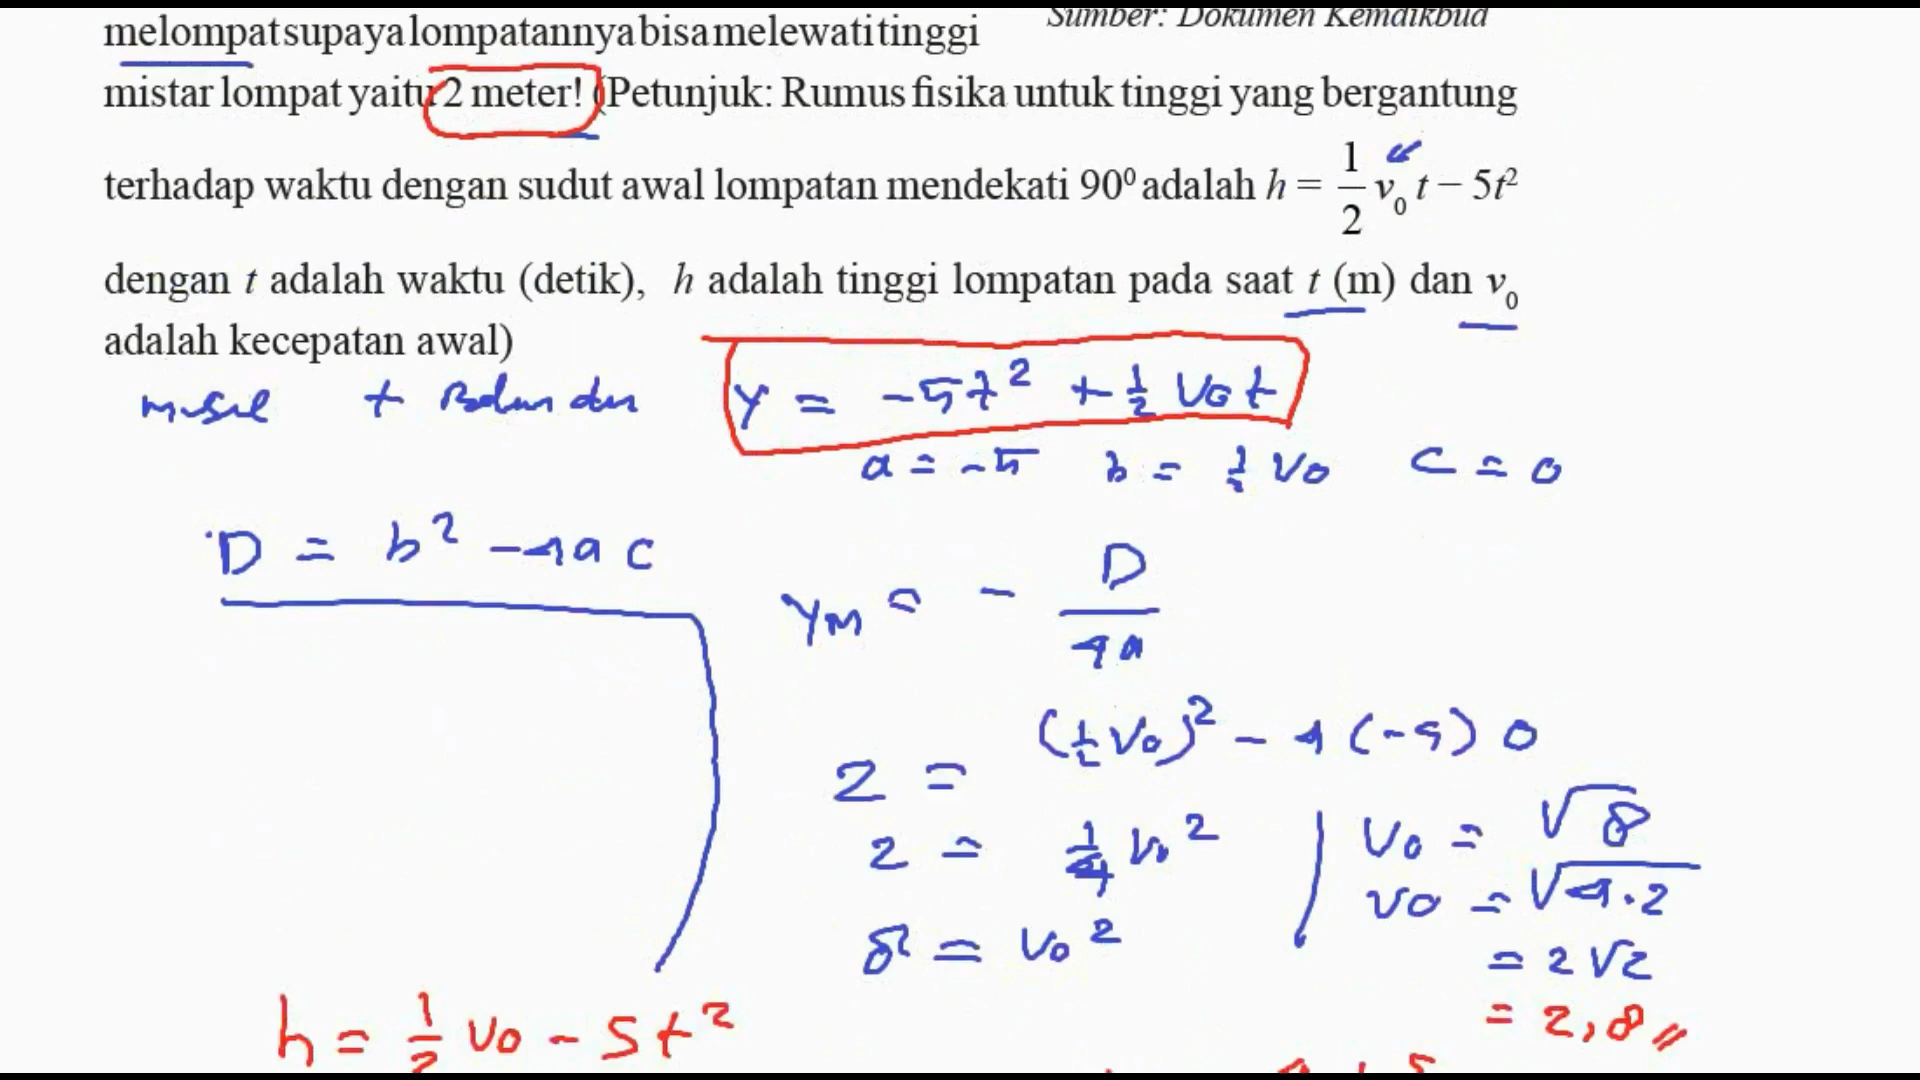 melompat supaya lompatannya bisa melewati tinggi
Sumber: Dokumen Kemdikbud
mistar lompat yaitu 2 meter! (Petunjuk: Rumus fisika untuk tinggi yang bergantung
terhadap waktu dengan sudut awal lompatan mendekati 90⁰ adalah h = 1/2 v₀ t – 5t²
dengan t adalah waktu (detik), h adalah tinggi lompatan pada saat t (m) dan v₀
adalah kecepatan awal)
y = -5t² + 1/2 V₀t
a = -5 b = 1/2 V₀ c = 0
D = b² - 4ac
YM = - D/4a
2 = (1/2 V₀)² - 4(-5)0
2 = 1/4 V₀²
8 = V₀²
V₀ = √8
V₀ = √4.2
= 2√2
= 2,8 //
h = 1/2 V₀ - 5t²